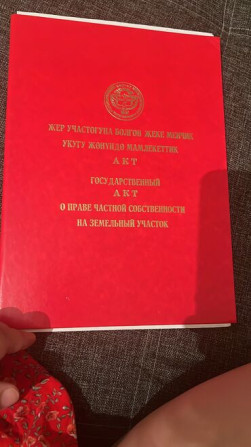 ЖЕР УЧАСТОГУНА БОЛГОН ЖЕКЕ МЕНЧИК
УКУГУ ЖӨНҮНДӨ МАМЛЕКЕТТИК
АКТ
ГОСУДАРСТВЕННЫЙ
АКТ
О ПРАВЕ ЧАСТНОЙ СОБСТВЕННОСТИ
НА ЗЕМЕЛЬНЫЙ УЧАСТОК